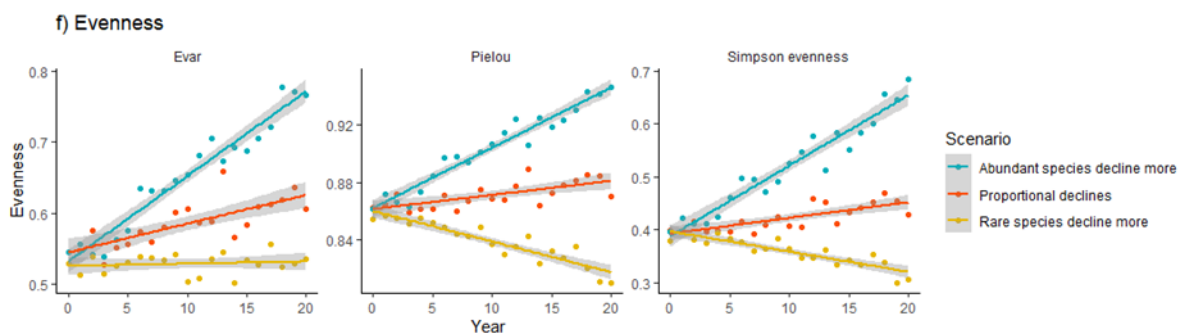 f) Evenness
Evar
Pielou
Simpson evenness
Evenness
0.8
0.7
0.6
0.5
0
5
10
15
20
0.92
0.88
0.84
0
5
10
15
20
0.7
0.6
0.5
0.4
0.3
0
5
10
15
20
Year
Scenario
Abundant species decline more
Proportional declines
Rare species decline more